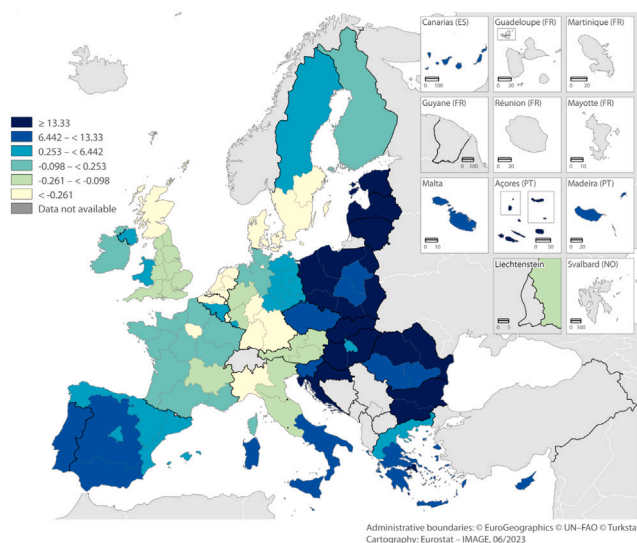 Canarias (ES)
Guadeloupe (FR)
Martinique (FR)
0 100
0 20
0 20
Guyane (FR)
Réunion (FR)
Mayotte (FR)
0 100
0 20
0 10
Malta
Açores (PT)
Madeira (PT)
0 10
0 50
0 20
Liechtenstein
Svalbard (NO)
0 5
0 100
≥ 13.33
6.442 – < 13.33
0.253 – < 6.442
-0.098 – < 0.253
-0.261 – < -0.098
< -0.261
Data not available
Administrative boundaries: © EuroGeographics © UN–FAO © Turksta
Cartography: Eurostat – IMAGE, 06/2023